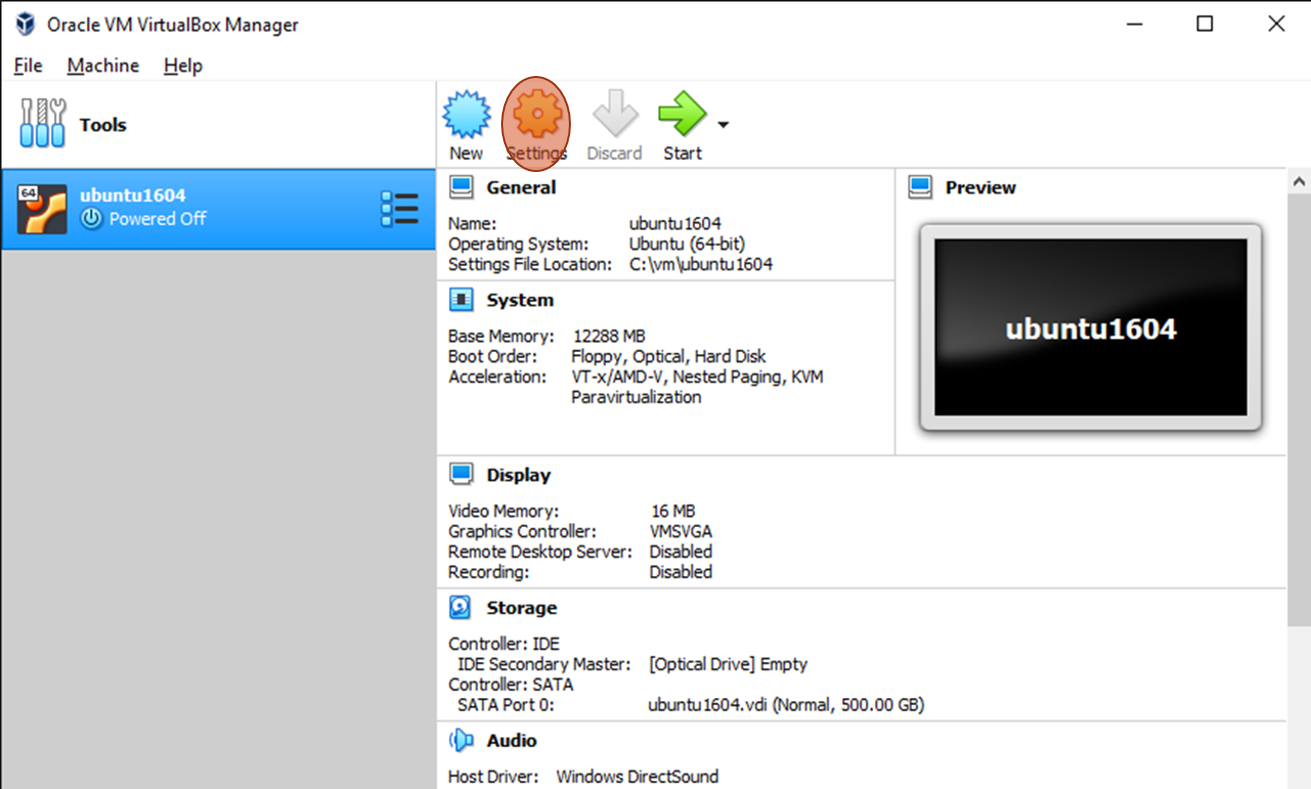 Oracle VM VirtualBox Manager
File Machine Help
Tools
New Settings Discard Start
64
ubuntu1604
Powered Off
General
Name: ubuntu1604
Operating System: Ubuntu (64-bit)
Settings File Location: C:\vm\ubuntu1604
Preview
ubuntu1604
System
Base Memory: 12288 MB
Boot Order: Floppy, Optical, Hard Disk
Acceleration: VT-x/AMD-V, Nested Paging, KVM
Paravirtualization
Display
Video Memory: 16 MB
Graphics Controller: VMSVGA
Remote Desktop Server: Disabled
Recording: Disabled
Storage
Controller: IDE
IDE Secondary Master: [Optical Drive] Empty
Controller: SATA
SATA Port 0: ubuntu1604.vdi (Normal, 500.00 GB)
Audio
Host Driver: Windows DirectSound